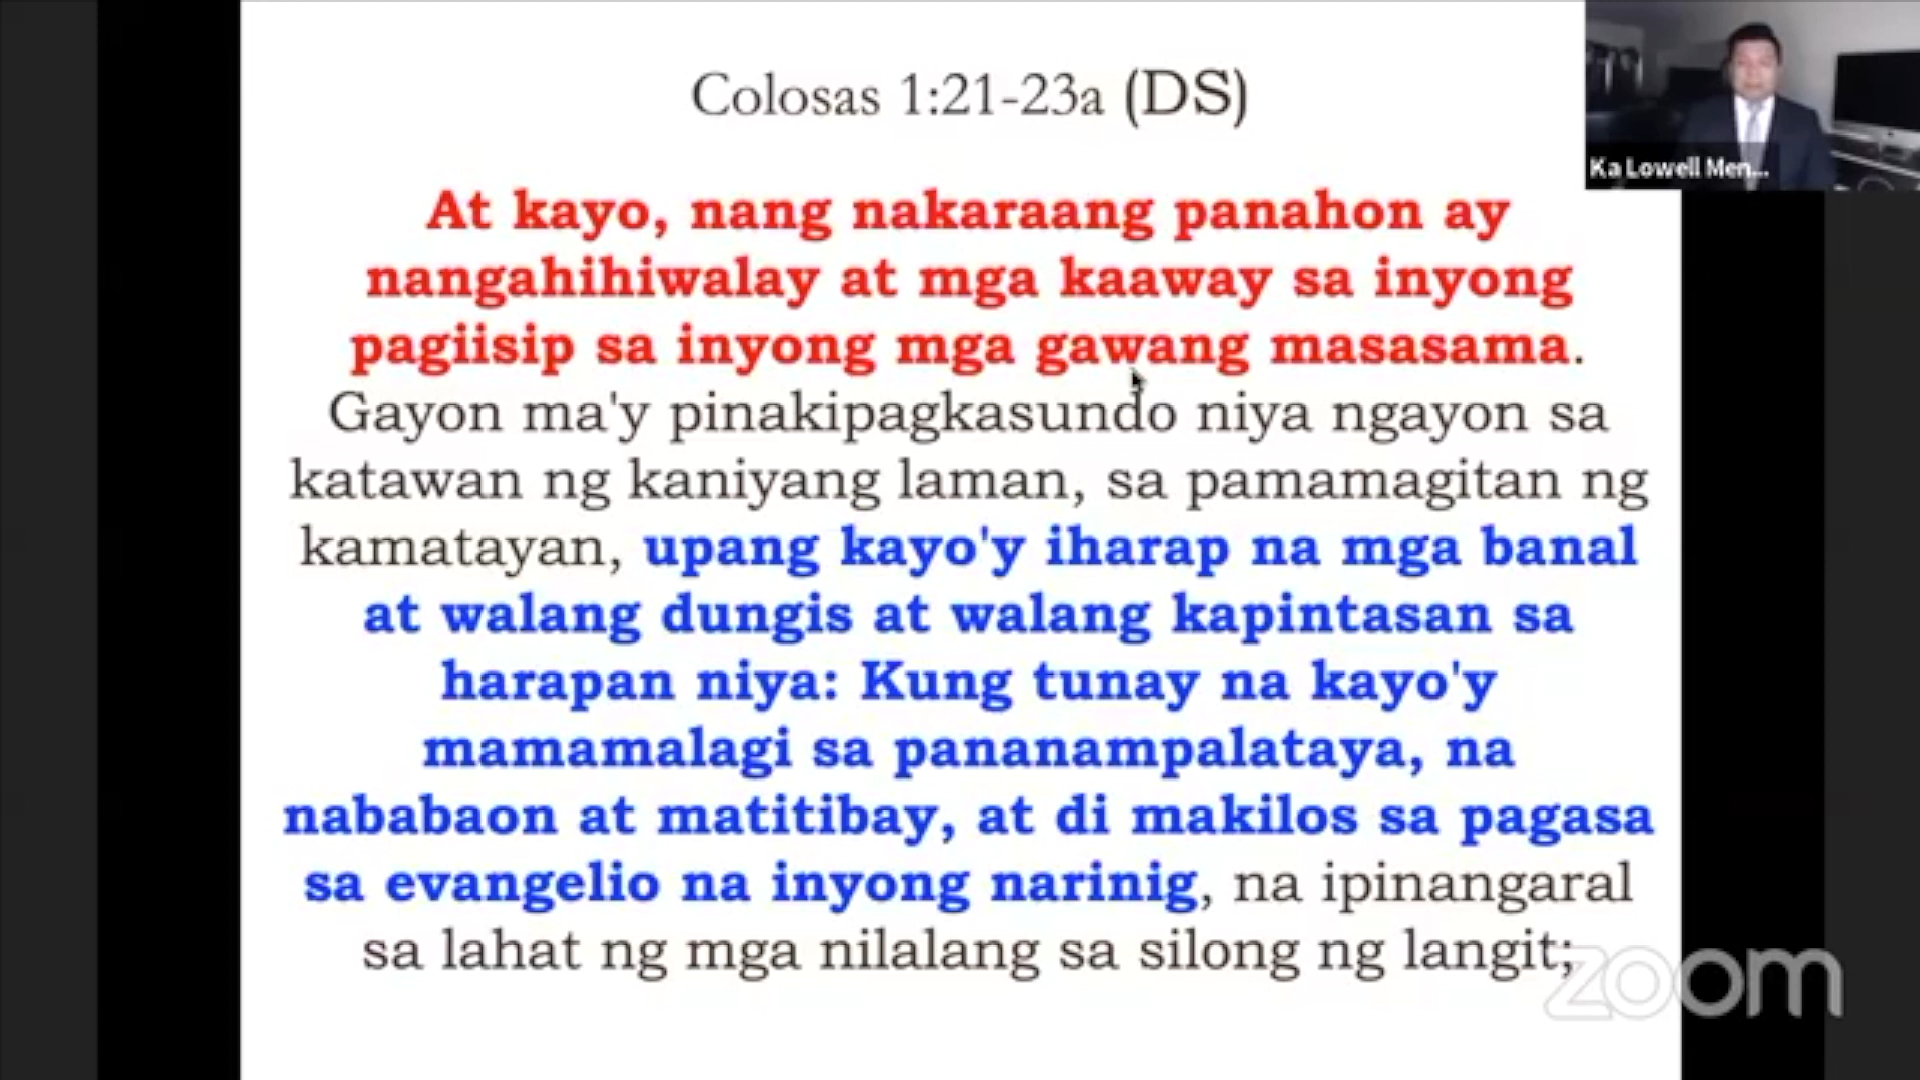 Colosas 1:21-23a (DS)
Ka Lowell Men...
At kayo, nang nakaraang panahon ay
nangahihiwalay at mga kaaway sa inyong
pagiisip sa inyong mga gawang masasama.
Gayon ma'y pinakipagkasundo niya ngayon sa
katawan ng kaniyang laman, sa pamamagitan ng
kamatayan, upang kayo'y iharap na mga banal
at walang dungis at walang kapintasan sa
harapan niya: Kung tunay na kayo'y
mamamalagi sa pananampalataya, na
nababaon at matitibay, at di makilos sa pagasa
sa evangelio na inyong narinig, na ipinangaral
sa lahat ng mga nilalang sa silong ng langit;
zoom